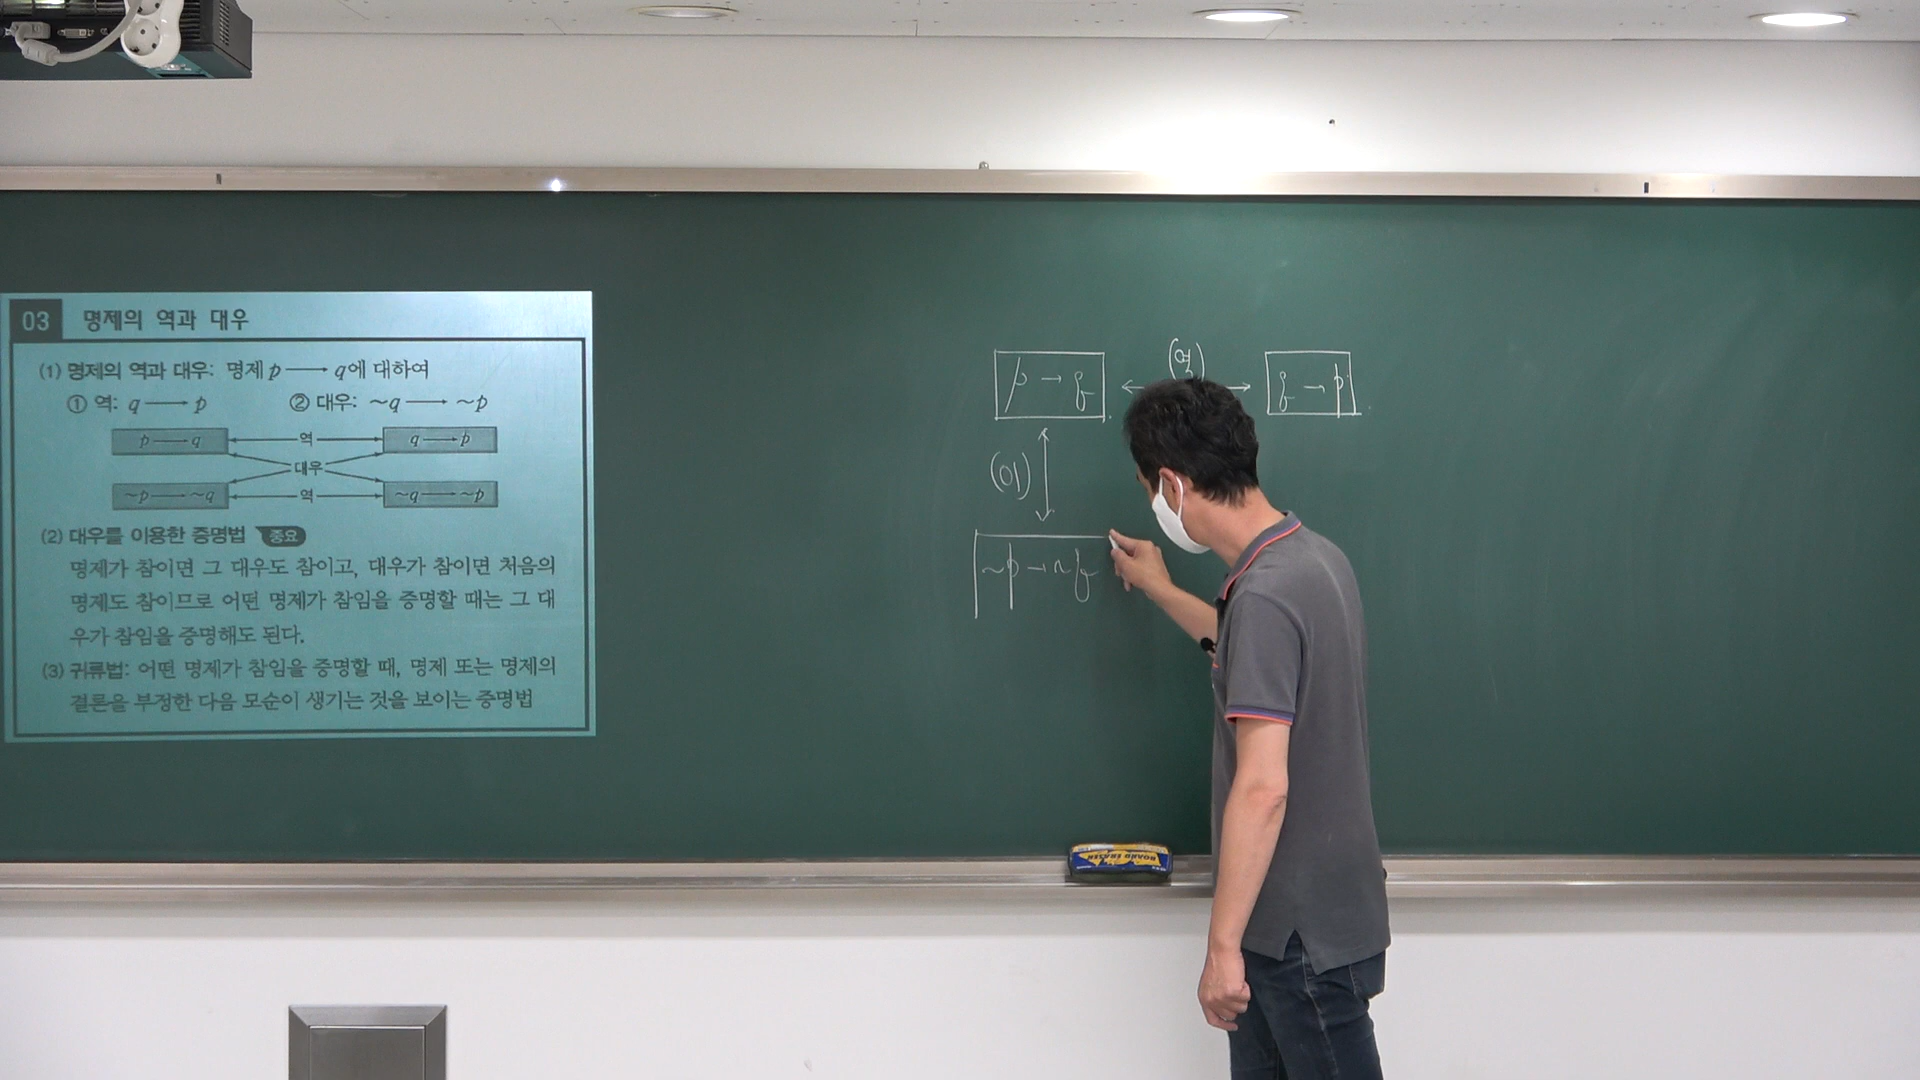 03 명제의 역과 대우
(1) 명제의 역과 대우: 명제 p ⟶ q에 대하여
① 역: q ⟶ p ② 대우: ~q ⟶ ~p
p ⟶ q 역 q ⟶ p
대우
~p ⟶ ~q 역 ~q ⟶ ~p
(2) 대우를 이용한 증명법 중요
명제가 참이면 그 대우도 참이고, 대우가 참이면 처음의
명제도 참이므로 어떤 명제가 참임을 증명할 때는 그 대
우가 참임을 증명해도 된다.
(3) 귀류법: 어떤 명제가 참임을 증명할 때, 명제 또는 명제의
결론을 부정한 다음 모순이 생기는 것을 보이는 증명법
p → q (역) q → p
(이)
~p → ~q
BOARD ERASER